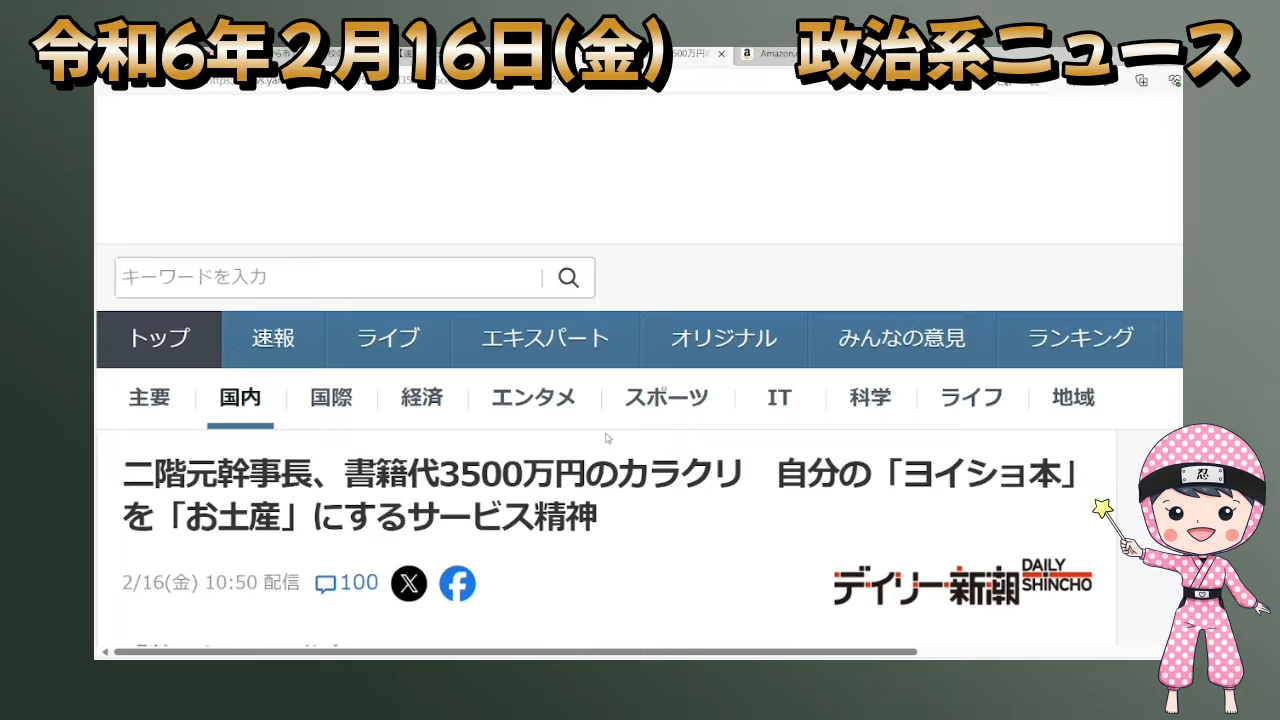 令和6年2月16日(金) 政治系ニュース
キーワードを入力
トップ 速報 ライブ エキスパート オリジナル みんなの意見 ランキング
主要 国内 国際 経済 エンタメ スポーツ IT 科学 ライフ 地域
二階元幹事長、書籍代3500万円のカラクリ 自分の「ヨイショ本」
を「お土産」にするサービス精神
2/16(金) 10:50 配信 100
デイリー新潮 DAILY SHINCHO
忍